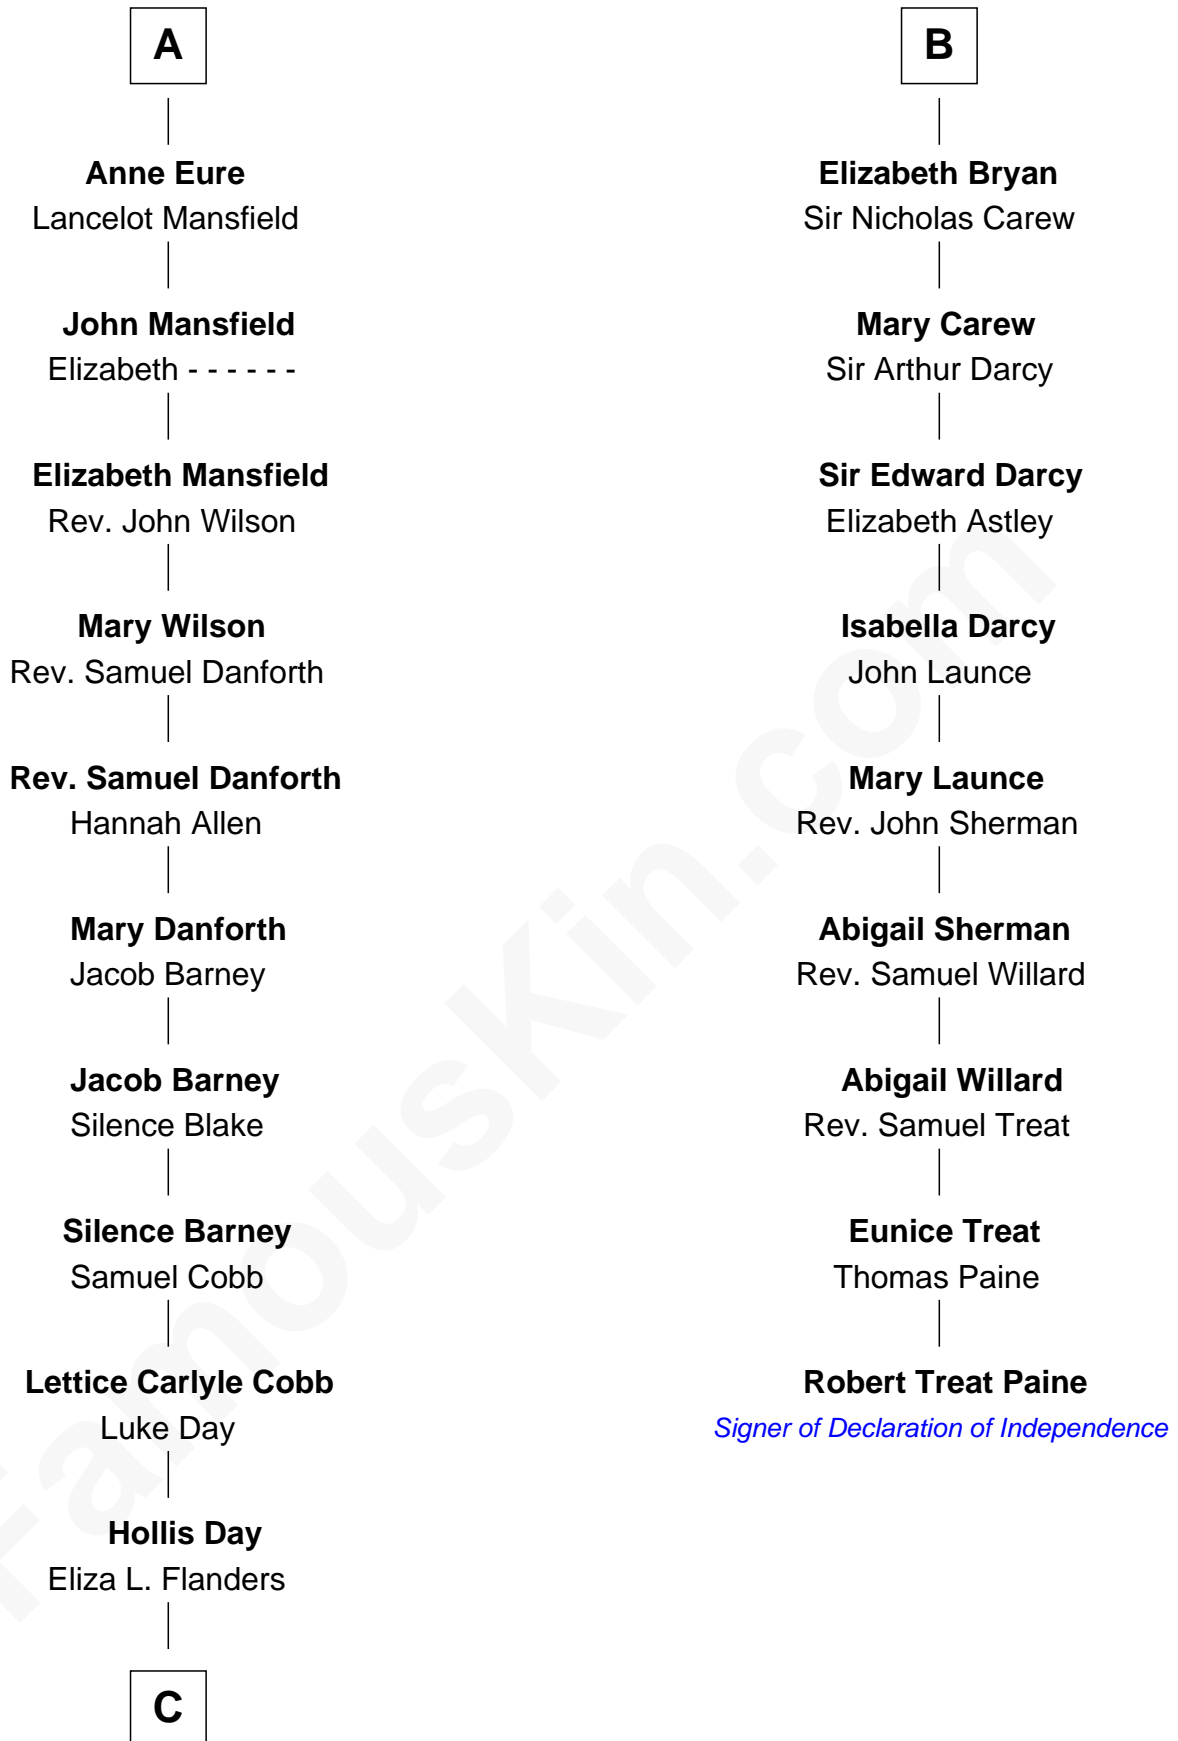 A
Anne Eure
Lancelot Mansfield
John Mansfield
Elizabeth - - - - - -
Elizabeth Mansfield
Rev. John Wilson
Mary Wilson
Rev. Samuel Danforth
Rev. Samuel Danforth
Hannah Allen
Mary Danforth
Jacob Barney
Jacob Barney
Silence Blake
Silence Barney
Samuel Cobb
Lettice Carlyle Cobb
Luke Day
Hollis Day
Eliza L. Flanders
C
B
Elizabeth Bryan
Sir Nicholas Carew
Mary Carew
Sir Arthur Darcy
Sir Edward Darcy
Elizabeth Astley
Isabella Darcy
John Launce
Mary Launce
Rev. John Sherman
Abigail Sherman
Rev. Samuel Willard
Abigail Willard
Rev. Samuel Treat
Eunice Treat
Thomas Paine
Robert Treat Paine
Signer of Declaration of Independence
FamousKin.com